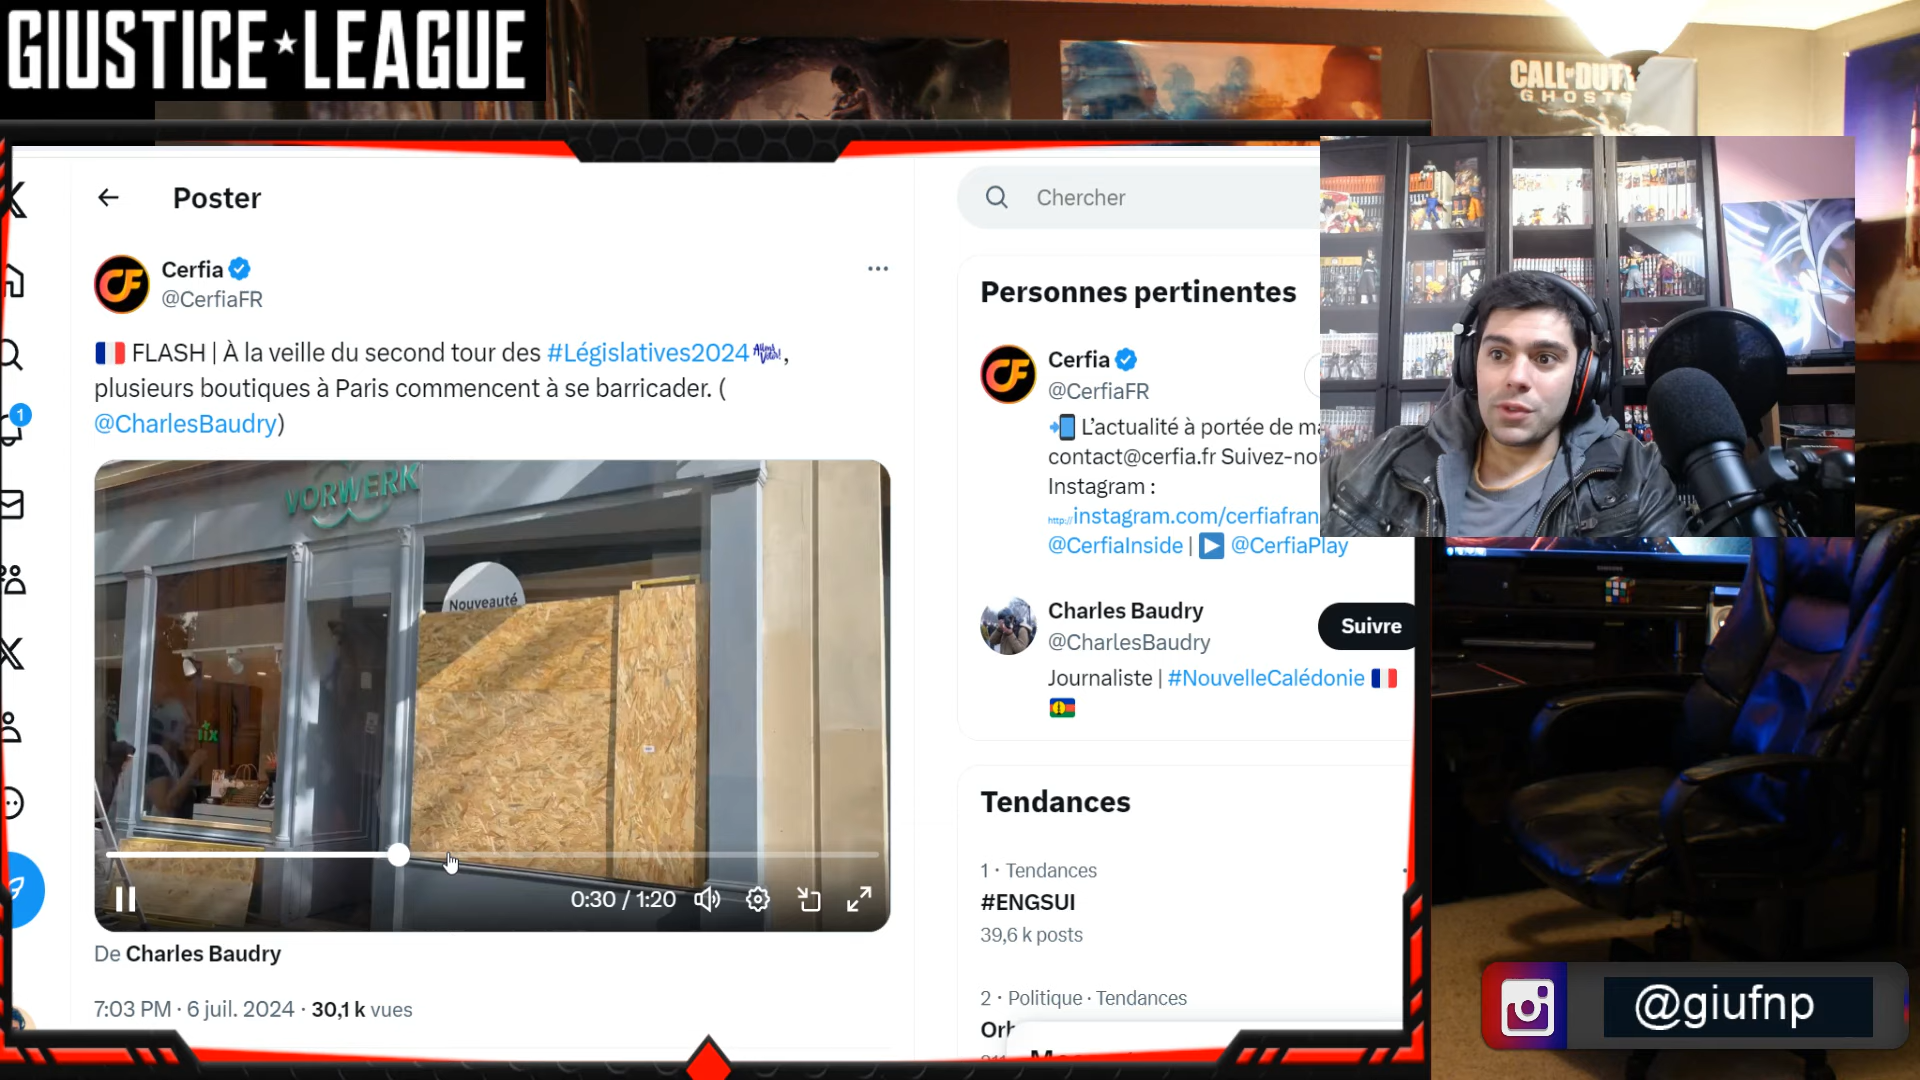 GIUSTICE★LEAGUE
CALL OF DUTY
GHOSTS
Poster
Chercher
Cerfia
@CerfiaFR
FLASH | À la veille du second tour des #Législatives2024,
plusieurs boutiques à Paris commencent à se barricader. (
@CharlesBaudry)
VORWERK
Nouveauté
0:30 / 1:20
De Charles Baudry
7:03 PM · 6 juil. 2024 · 30,1 k vues
1
Personnes pertinentes
Cerfia
@CerfiaFR
L'actualité à portée de
contact@cerfia.fr Suivez-
Instagram :
http://instagram.com/cerfiafran
@CerfiaInside | @CerfiaPlay
Charles Baudry
@CharlesBaudry
Suivre
Journaliste | #NouvelleCalédonie
Tendances
1 · Tendances
#ENGSUI
39,6 k posts
2 · Politique · Tendances
@giufnp